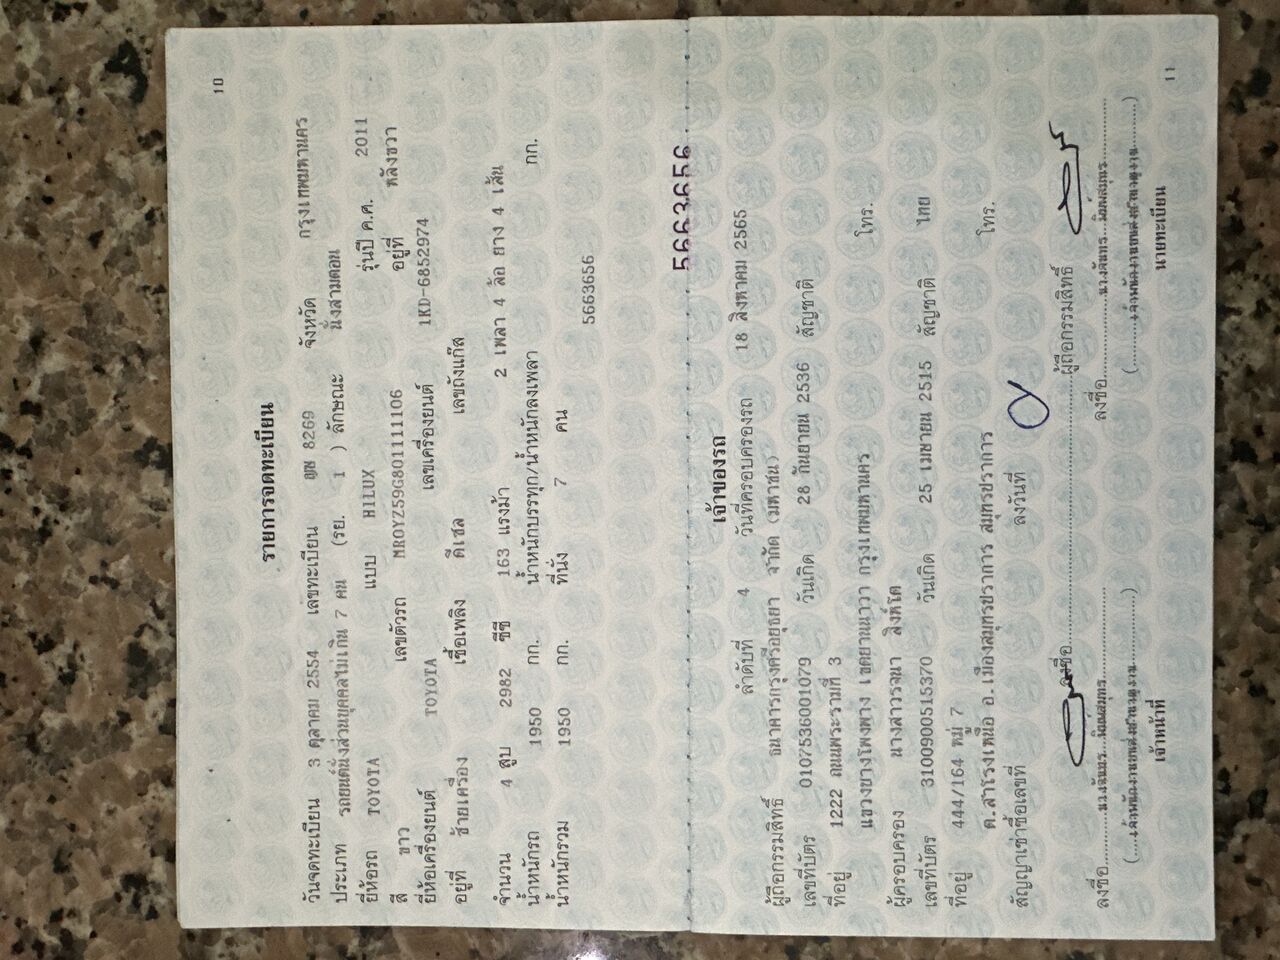 10
รายการจดทะเบียน
วันจดทะเบียน 3 ตุลาคม 2554 เลขทะเบียน ฌช 8269 จังหวัด กรุงเทพมหานคร
ประเภท รถยนต์นั่งส่วนบุคคลไม่เกิน 7 คน (รย. 1 ) ลักษณะ นั่งสามตอน
ยี่ห้อรถ TOYOTA แบบ HILUX รุ่นปี ค.ศ. 2011
สี ขาว เลขตัวรถ MR0YZ59G801111106 อยู่ที่ หลังขวา
ยี่ห้อเครื่องยนต์ TOYOTA เลขเครื่องยนต์ 1KD-6852974
อยู่ที่ ซ้ายเครื่อง เชื้อเพลิง ดีเซล เลขถังแก๊ส
จำนวน 4 สูบ 2982 ซีซี 163 แรงม้า 2 เพลา 4 ล้อ ยาง 4 เส้น
น้ำหนักรถ 1950 กก. น้ำหนักบรรทุก/น้ำหนักลงเพลา กก.
น้ำหนักรวม 1950 กก. ที่นั่ง 7 คน
5663656
5663656
เจ้าของรถ
ลำดับที่ 4 วันที่ครอบครองรถ 18 สิงหาคม 2565
ผู้ถือกรรมสิทธิ์ ธนาคารกรุงศรีอยุธยา จำกัด (มหาชน)
เลขที่บัตร 0107536001079 วันเกิด 28 กันยายน 2536 สัญชาติ
ที่อยู่ 1222 ถนนพระรามที่ 3
แขวงบางโพงพาง เขตยานนาวา กรุงเทพมหานคร โทร.
ผู้ครอบครอง นางสาวรจนา สิงห์โต
เลขที่บัตร 3100900515370 วันเกิด 25 เมษายน 2515 สัญชาติ ไทย
ที่อยู่ 444/164 หมู่ 7
ต.สำโรงเหนือ อ.เมืองสมุทรปราการ สมุทรปราการ โทร.
สัญญาเช่าซื้อเลขที่ ลงวันที่
ลงชื่อ ผู้ถือกรรมสิทธิ์
ลงชื่อ ลงชื่อ
เจ้าหน้าที่ นายทะเบียน
11